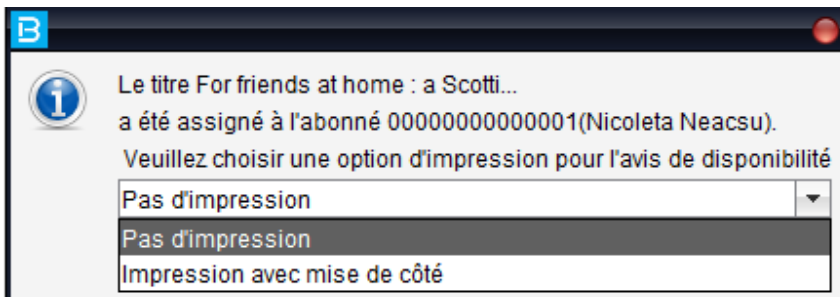 B
Le titre For friends at home : a Scotti...
a été assigné à l'abonné 00000000000001(Nicoleta Neacsu).
Veuillez choisir une option d'impression pour l'avis de disponibilité
Pas d'impression
Pas d'impression
Impression avec mise de côté